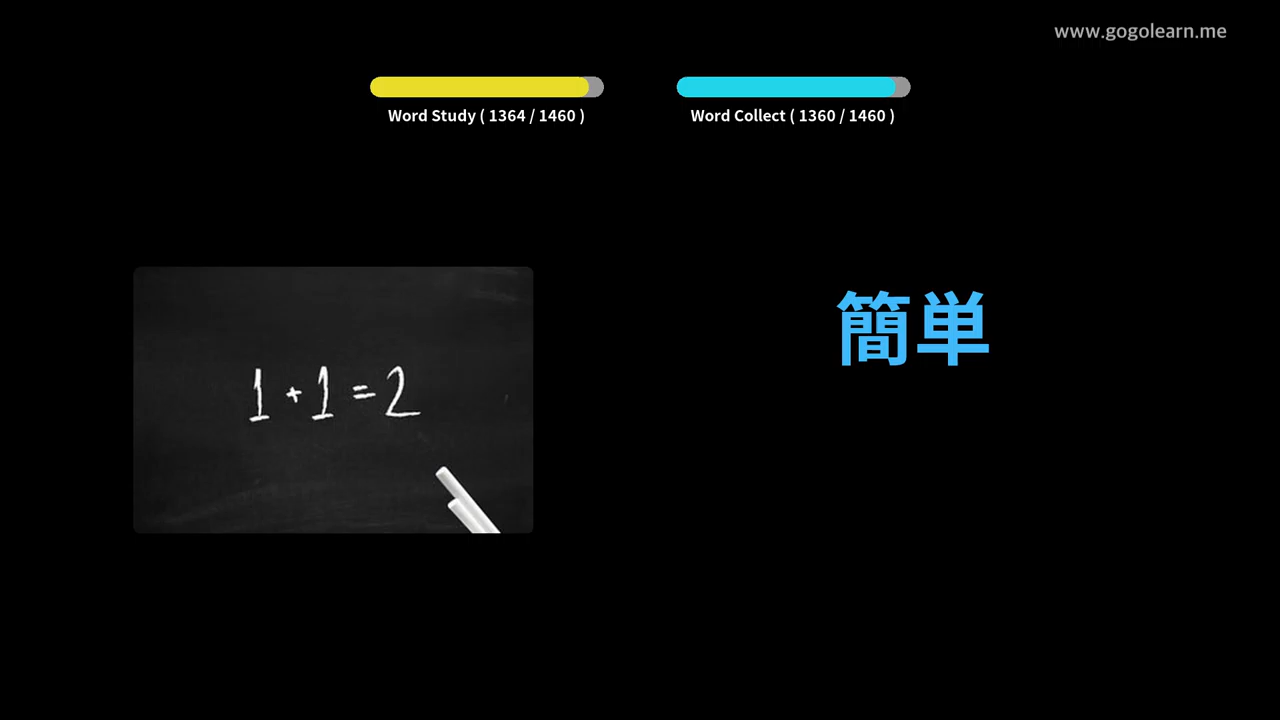 www.gogolearn.me
Word Study ( 1364 / 1460 )
Word Collect ( 1360 / 1460 )
1 + 1 = 2
簡単